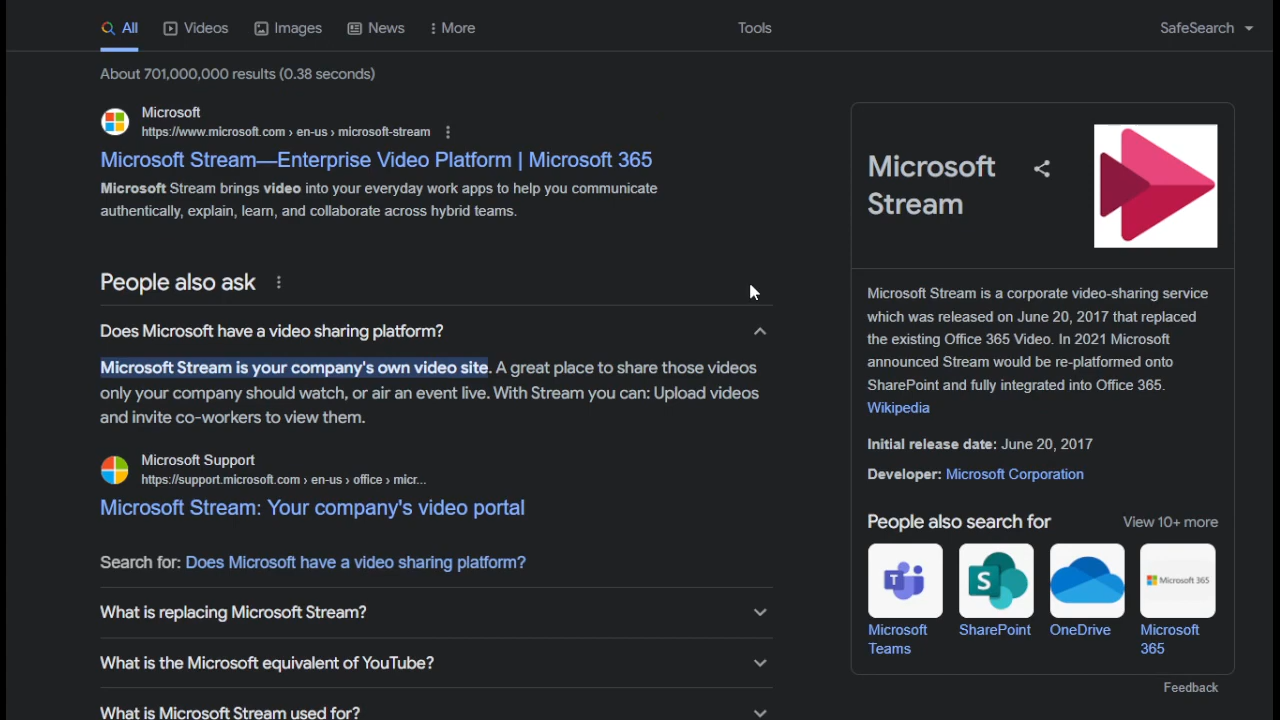 All
Videos
Images
News
More
Tools
SafeSearch
About 701,000,000 results (0.38 seconds)
Microsoft
https://www.microsoft.com › en-us › microsoft-stream
Microsoft Stream—Enterprise Video Platform | Microsoft 365
Microsoft Stream brings video into your everyday work apps to help you communicate
authentically, explain, learn, and collaborate across hybrid teams.
People also ask
Does Microsoft have a video sharing platform?
Microsoft Stream is your company's own video site. A great place to share those videos
only your company should watch, or air an event live. With Stream you can: Upload videos
and invite co-workers to view them.
Microsoft Support
https://support.microsoft.com › en-us › office › micr...
Microsoft Stream: Your company's video portal
Search for: Does Microsoft have a video sharing platform?
What is replacing Microsoft Stream?
What is the Microsoft equivalent of YouTube?
What is Microsoft Stream used for?
Microsoft
Stream
Microsoft Stream is a corporate video-sharing service
which was released on June 20, 2017 that replaced
the existing Office 365 Video. In 2021 Microsoft
announced Stream would be re-platformed onto
SharePoint and fully integrated into Office 365.
Wikipedia
Initial release date: June 20, 2017
Developer: Microsoft Corporation
People also search for
View 10+ more
T
S
Microsoft 365
Microsoft
Teams
SharePoint
OneDrive
Microsoft
365
Feedback